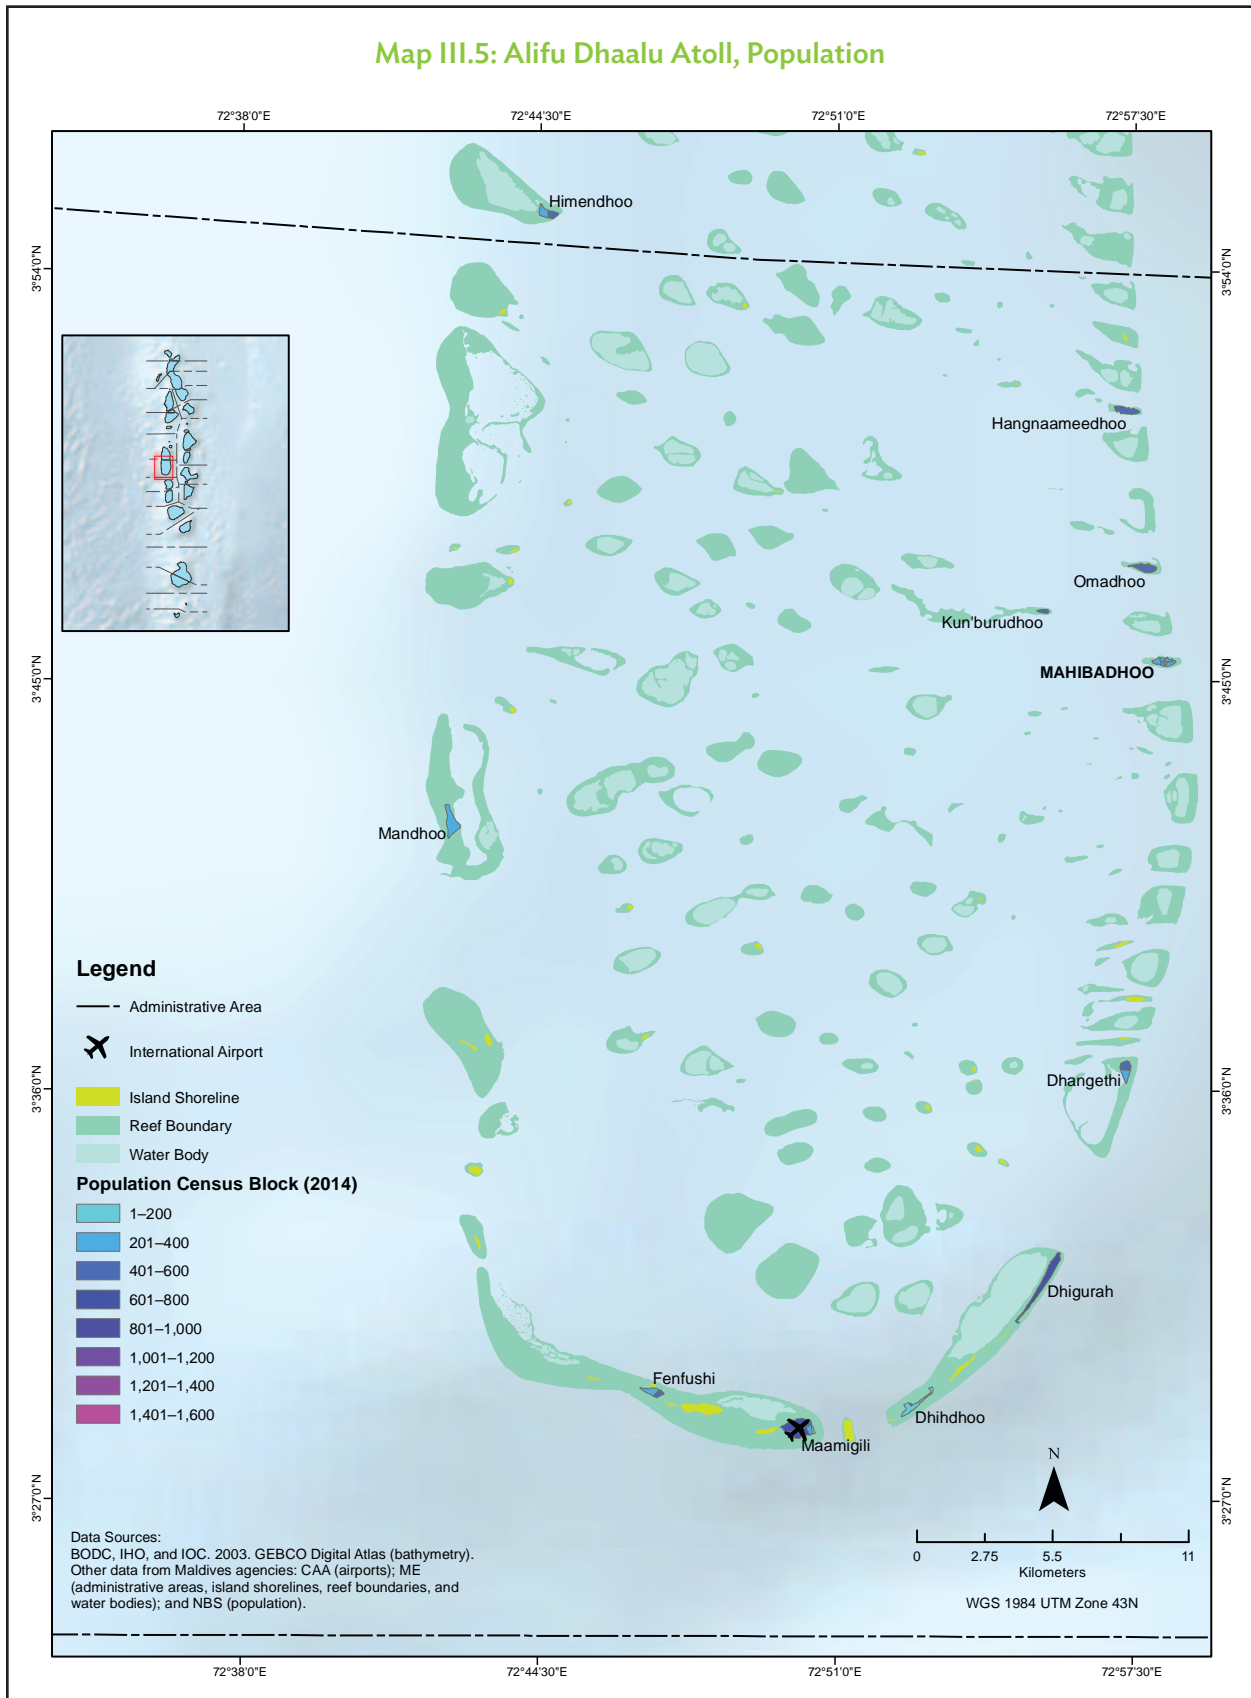 Map III.5: Alifu Dhaalu Atoll, Population
72°38'0"E
72°44'30"E
72°51'0"E
72°57'30"E
3°54'0"N
3°54'0"N
Himendhoo
Hangnaameedhoo
Omadhoo
Kun'burudhoo
MAHIBADHOO
3°45'0"N
3°45'0"N
Mandhoo
Dhangethi
3°36'0"N
3°36'0"N
Dhigurah
Fenfushi
Dhihdhoo
Maamigili
3°27'0"N
3°27'0"N
Legend
Administrative Area
International Airport
Island Shoreline
Reef Boundary
Water Body
Population Census Block (2014)
1–200
201–400
401–600
601–800
801–1,000
1,001–1,200
1,201–1,400
1,401–1,600
N
0 2.75 5.5 11
Kilometers
WGS 1984 UTM Zone 43N
Data Sources:
BODC, IHO, and IOC. 2003. GEBCO Digital Atlas (bathymetry).
Other data from Maldives agencies: CAA (airports); ME
(administrative areas, island shorelines, reef boundaries, and
water bodies); and NBS (population).
72°38'0"E
72°44'30"E
72°51'0"E
72°57'30"E